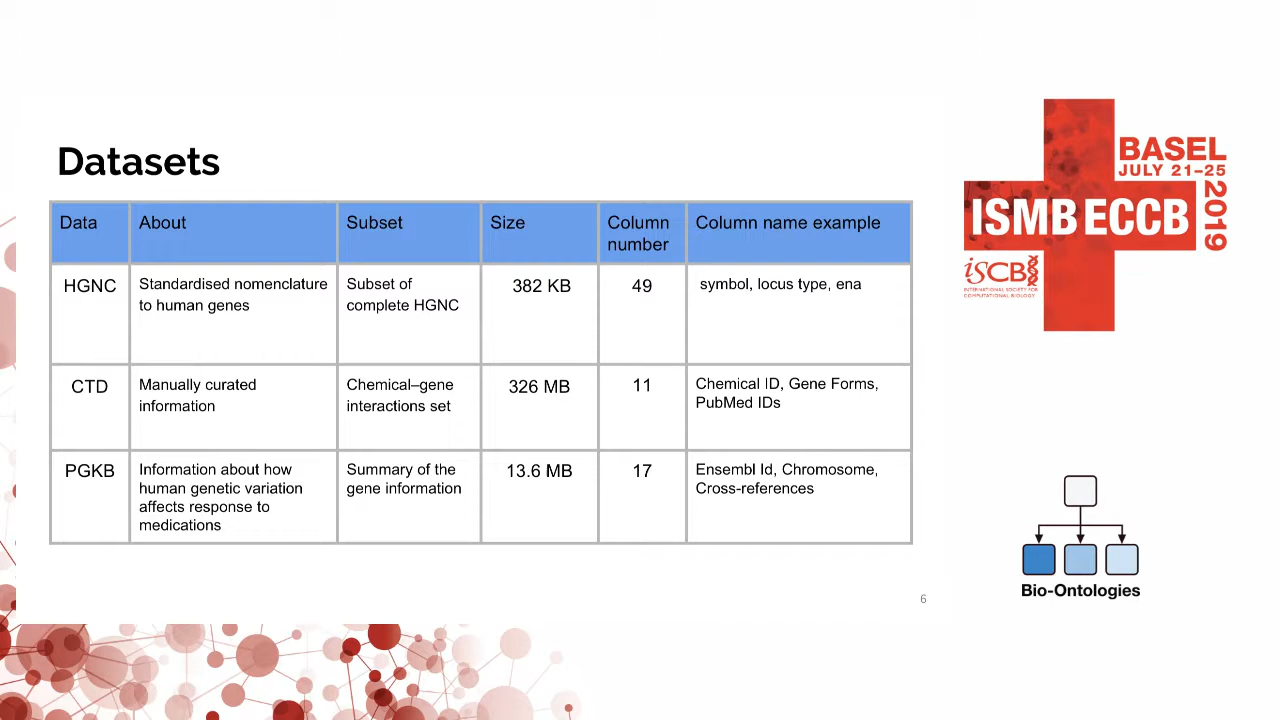 Datasets
Data
About
Subset
Size
Column
number
Column name example
HGNC
Standardised nomenclature
to human genes
Subset of
complete HGNC
382 KB
49
symbol, locus type, ena
CTD
Manually curated
information
Chemical–gene
interactions set
326 MB
11
Chemical ID, Gene Forms,
PubMed IDs
PGKB
Information about how
human genetic variation
affects response to
medications
Summary of the
gene information
13.6 MB
17
Ensembl Id, Chromosome,
Cross-references
6
BASEL
JULY 21–25
2019
ISMB ECCB
iSCB
INTERNATIONAL SOCIETY FOR
COMPUTATIONAL BIOLOGY
Bio-Ontologies